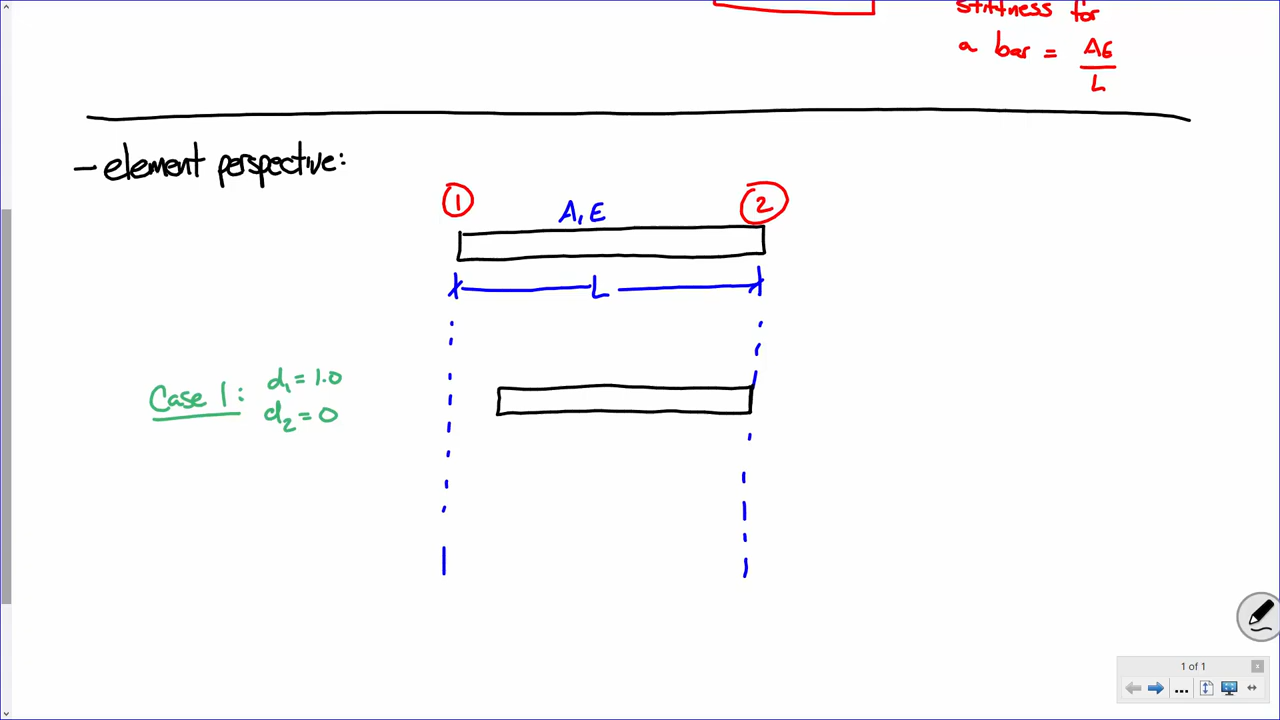 stiffness for
a bar = AE
L
– element perspective:
1 A, E 2
L
Case 1: d₁ = 1.0
d₂ = 0
1 of 1